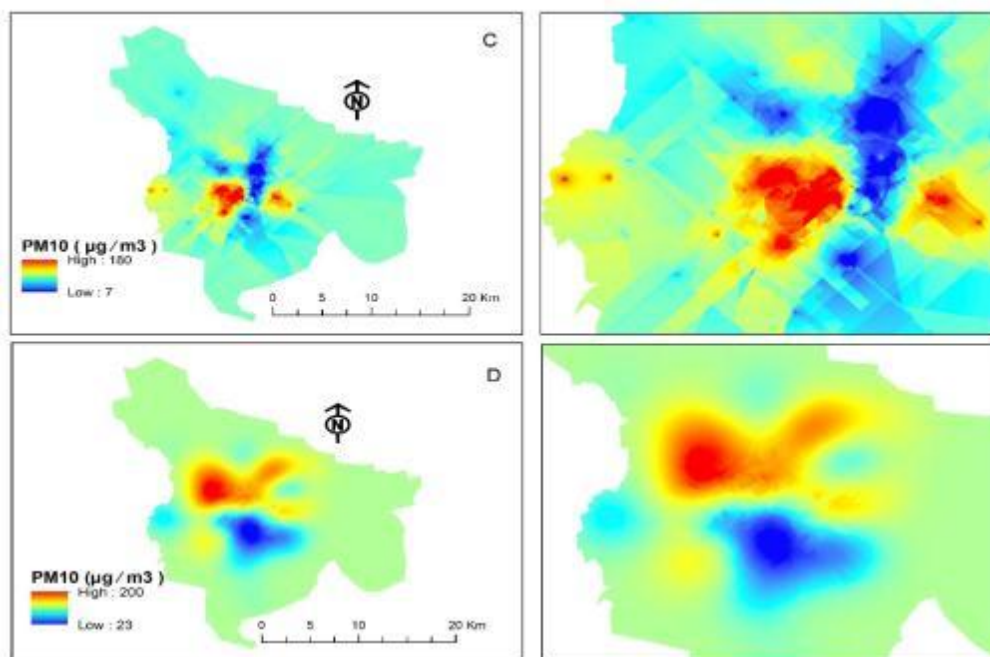 C
N
PM10 ( µg / m3 )
High : 180
Low : 7
0 5 10 20 Km
D
N
PM10 (µg / m3 )
High : 200
Low : 23
0 5 10 20 Km